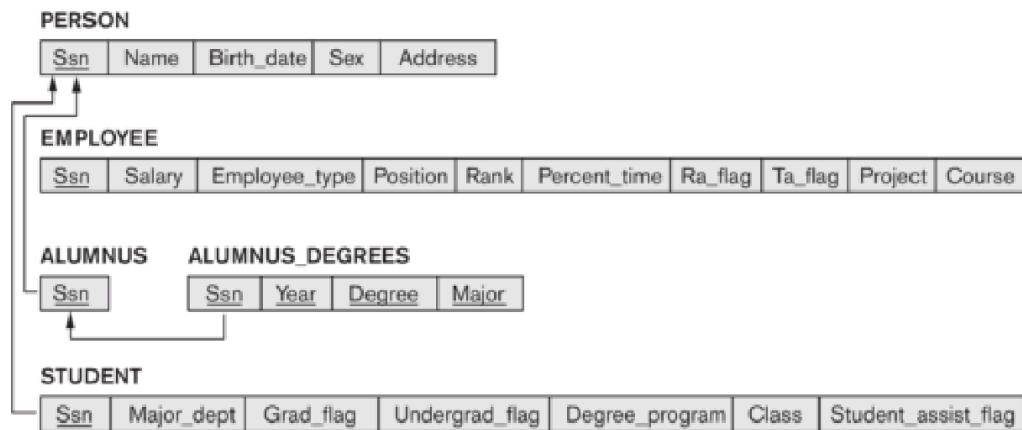 PERSON
Ssn Name Birth_date Sex Address
EMPLOYEE
Ssn Salary Employee_type Position Rank Percent_time Ra_flag Ta_flag Project Course
ALUMNUS ALUMNUS_DEGREES
Ssn Ssn Year Degree Major
STUDENT
Ssn Major_dept Grad_flag Undergrad_flag Degree_program Class Student_assist_flag